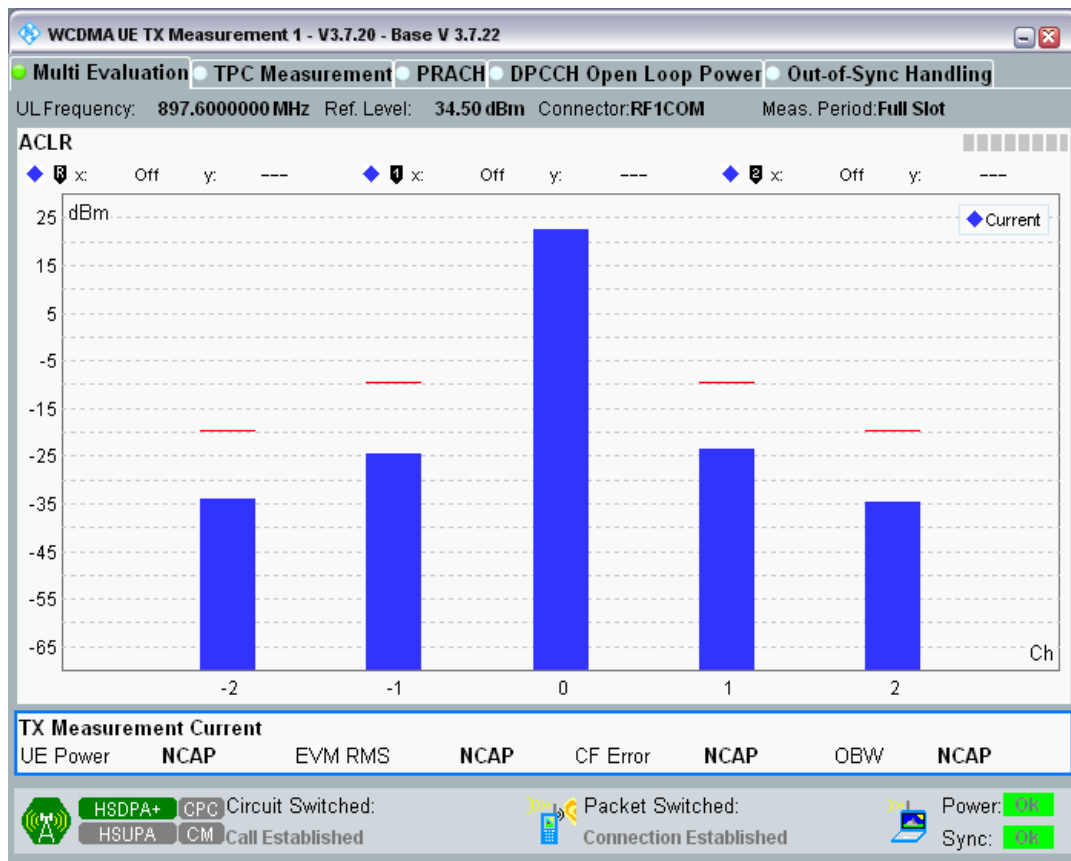 WCDMA UE TX Measurement 1 - V3.7.20 - Base V 3.7.22
Multi Evaluation TPC Measurement PRACH DPCCH Open Loop Power Out-of-Sync Handling
UL Frequency: 897.6000000 MHz Ref. Level: 34.50 dBm Connector:RF1COM Meas. Period:Full Slot
ACLR
R x: Off y: --- 1 x: Off y: --- 2 x: Off y: ---
dBm
Current
25
15
5
-5
-15
-25
-35
-45
-55
-65
Ch
-2 -1 0 1 2
TX Measurement Current
UE Power NCAP EVM RMS NCAP CF Error NCAP OBW NCAP
HSDPA+ CPC Circuit Switched: Packet Switched: Power: OK
HSUPA CM Call Established Connection Established Sync: OK